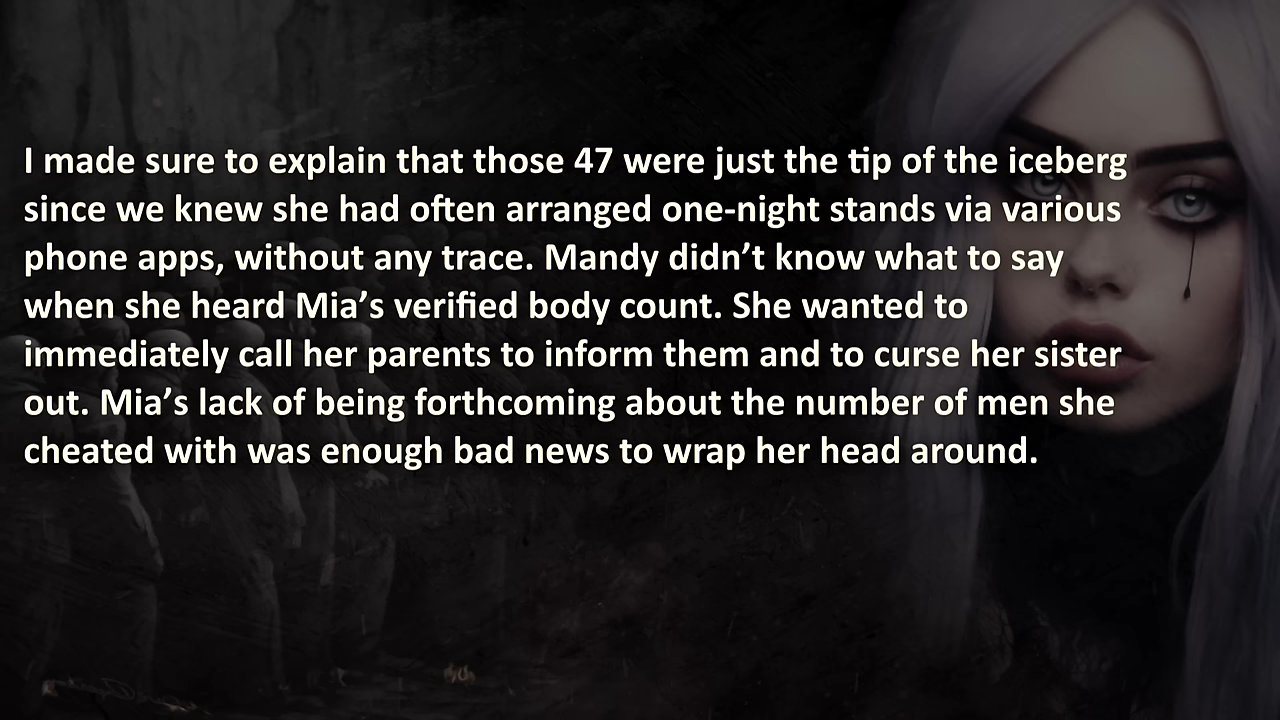 I made sure to explain that those 47 were just the tip of the iceberg
since we knew she had often arranged one-night stands via various
phone apps, without any trace. Mandy didn’t know what to say
when she heard Mia’s verified body count. She wanted to
immediately call her parents to inform them and to curse her sister
out. Mia’s lack of being forthcoming about the number of men she
cheated with was enough bad news to wrap her head around.